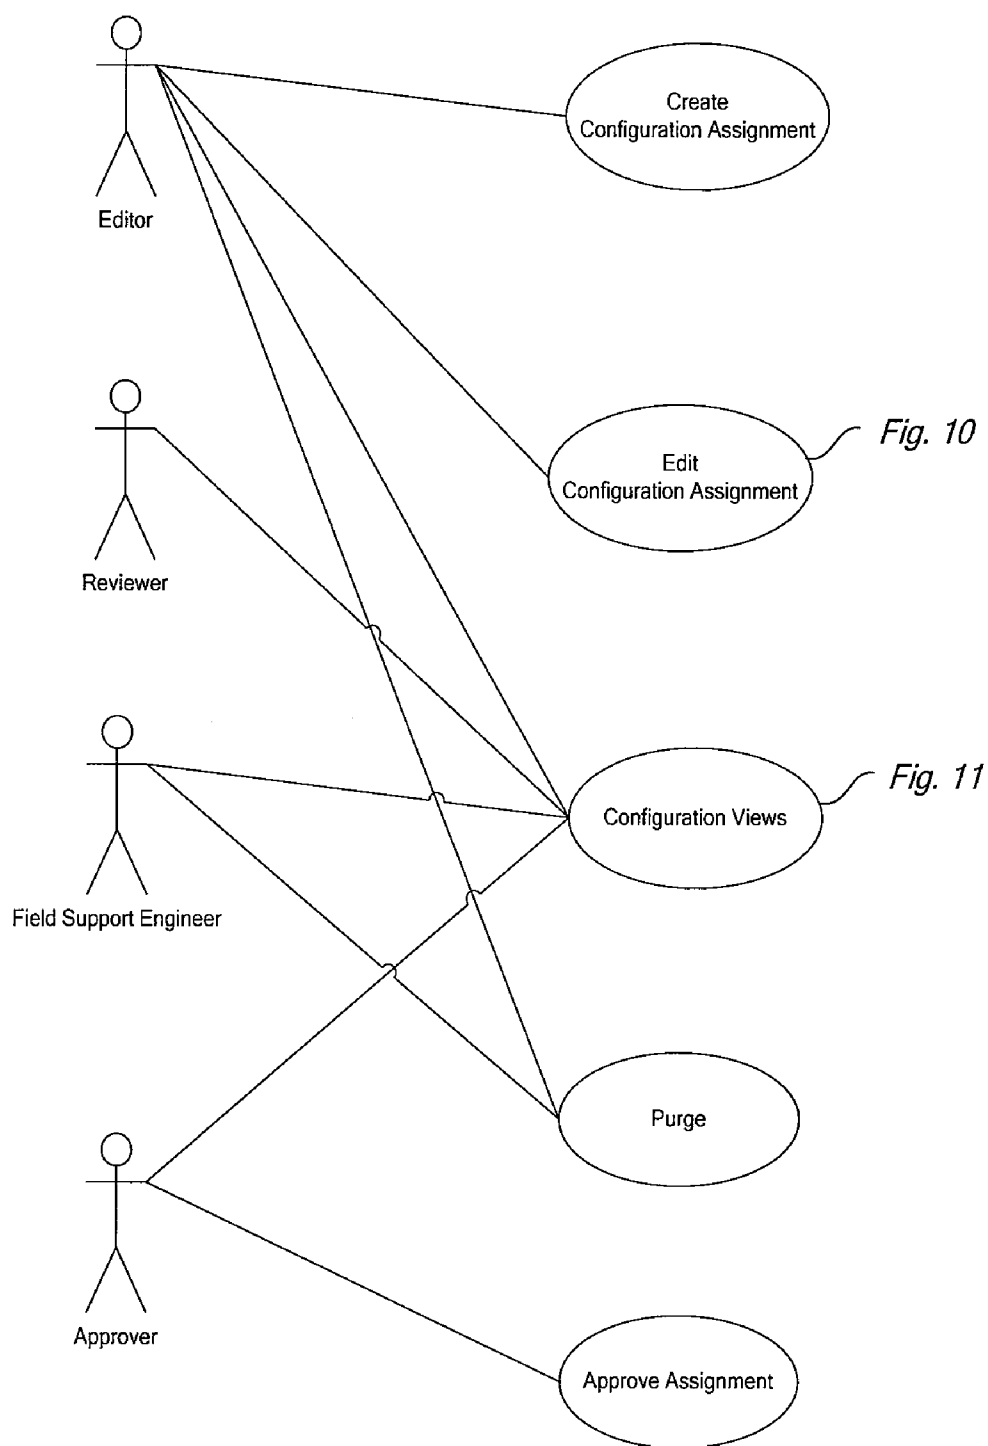 Create
Configuration Assignment
Editor
Fig. 10
Edit
Configuration Assignment
Reviewer
Fig. 11
Configuration Views
Field Support Engineer
Purge
Approver
Approve Assignment